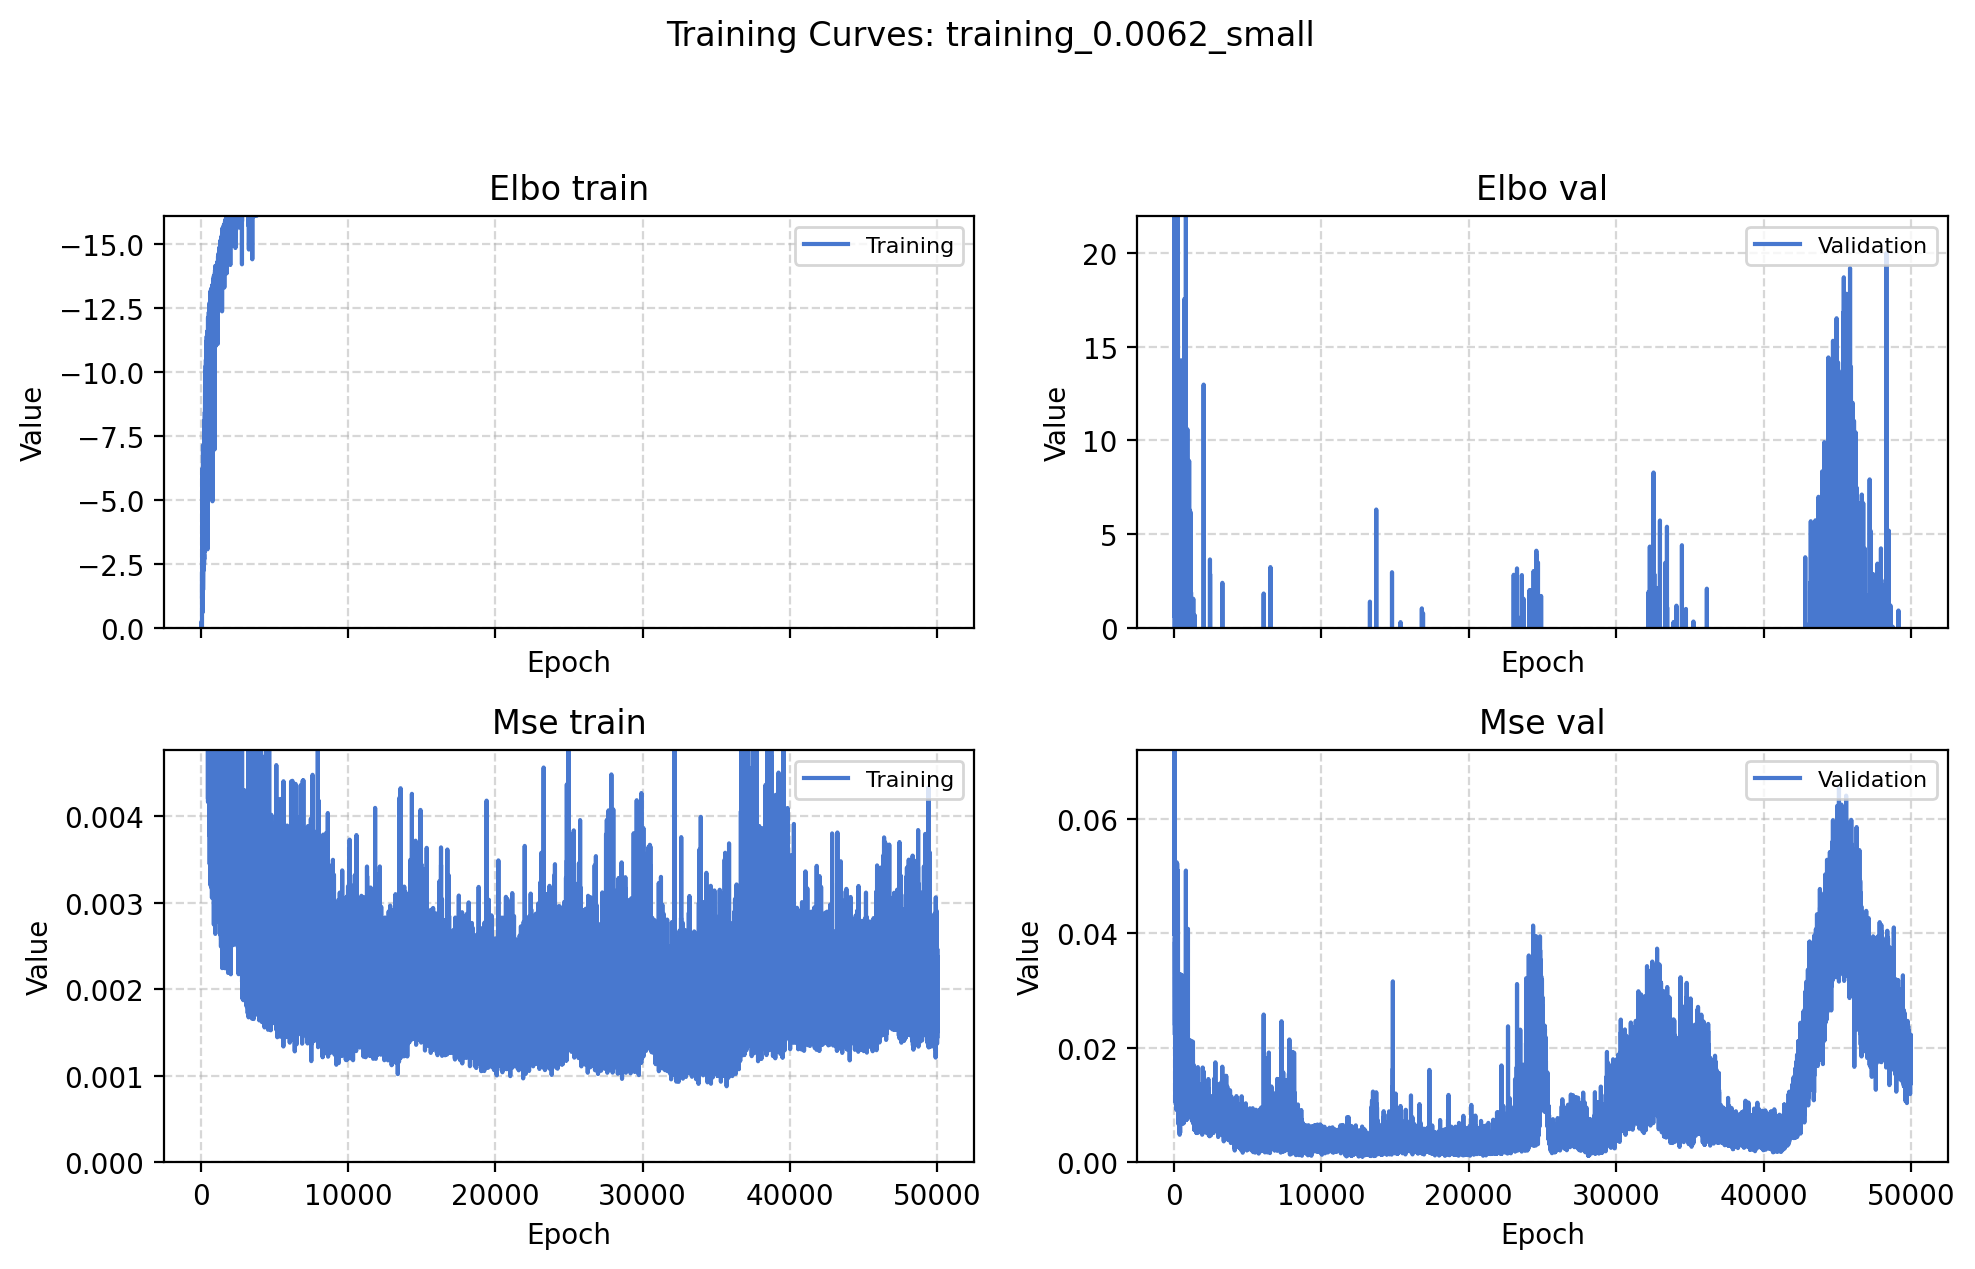 Training Curves: training_0.0062_small
Elbo train
Elbo val
Value
−15.0
−12.5
−10.0
−7.5
−5.0
−2.5
0.0
Training
Epoch
Value
20
15
10
5
0
Validation
Epoch
Mse train
Mse val
Value
0.004
0.003
0.002
0.001
0.000
Training
0 10000 20000 30000 40000 50000
Epoch
Value
0.06
0.04
0.02
0.00
Validation
0 10000 20000 30000 40000 50000
Epoch